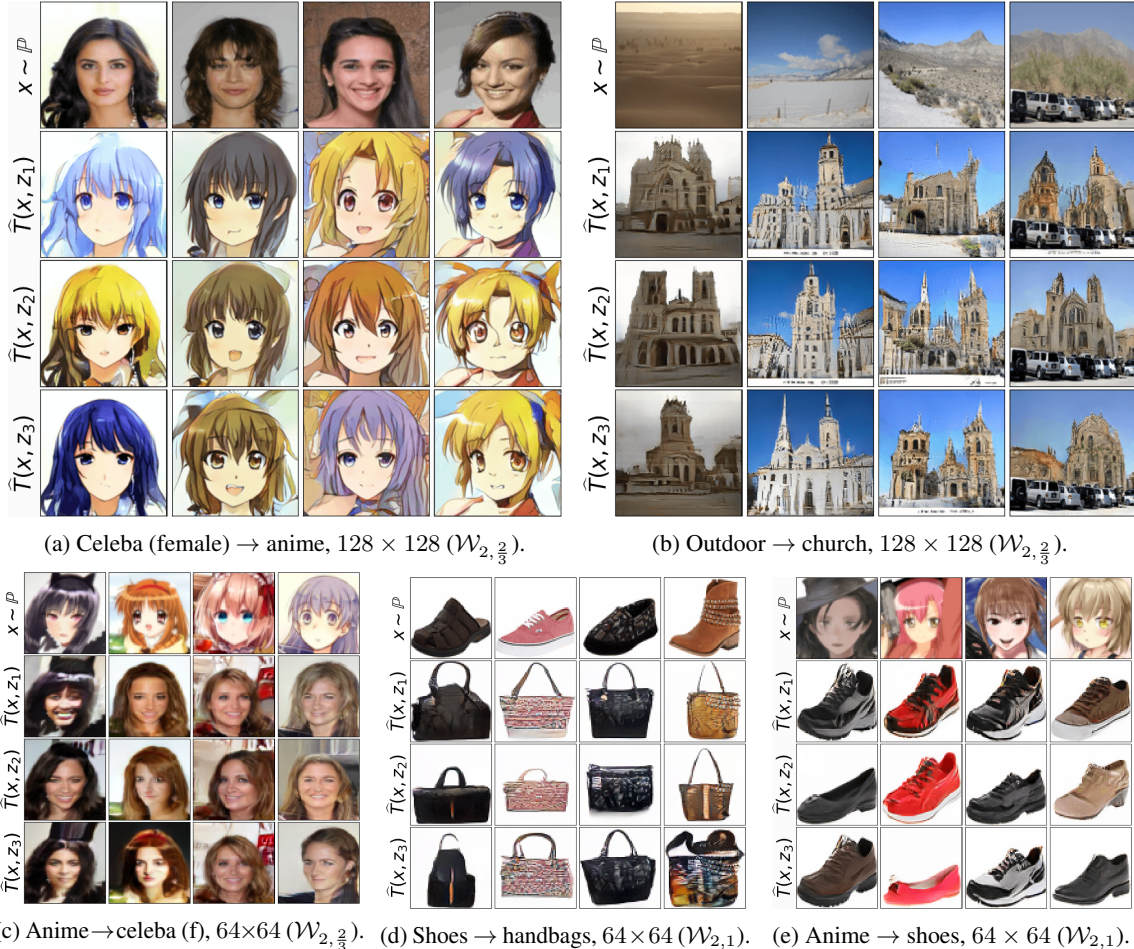 x ~ ℙ
T̂(x, z₁)
T̂(x, z₂)
T̂(x, z₃)
(a) Celeba (female) → anime, 128 × 128 (𝒲₂,⅔).
x ~ ℙ
T̂(x, z₁)
T̂(x, z₂)
T̂(x, z₃)
(b) Outdoor → church, 128 × 128 (𝒲₂,⅔).
x ~ ℙ
T̂(x, z₁)
T̂(x, z₂)
T̂(x, z₃)
c) Anime→celeba (f), 64×64 (𝒲₂,⅔).
x ~ ℙ
T̂(x, z₁)
T̂(x, z₂)
T̂(x, z₃)
(d) Shoes → handbags, 64×64 (𝒲₂,₁).
x ~ ℙ
T̂(x, z₁)
T̂(x, z₂)
T̂(x, z₃)
(e) Anime → shoes, 64 × 64 (𝒲₂,₁).